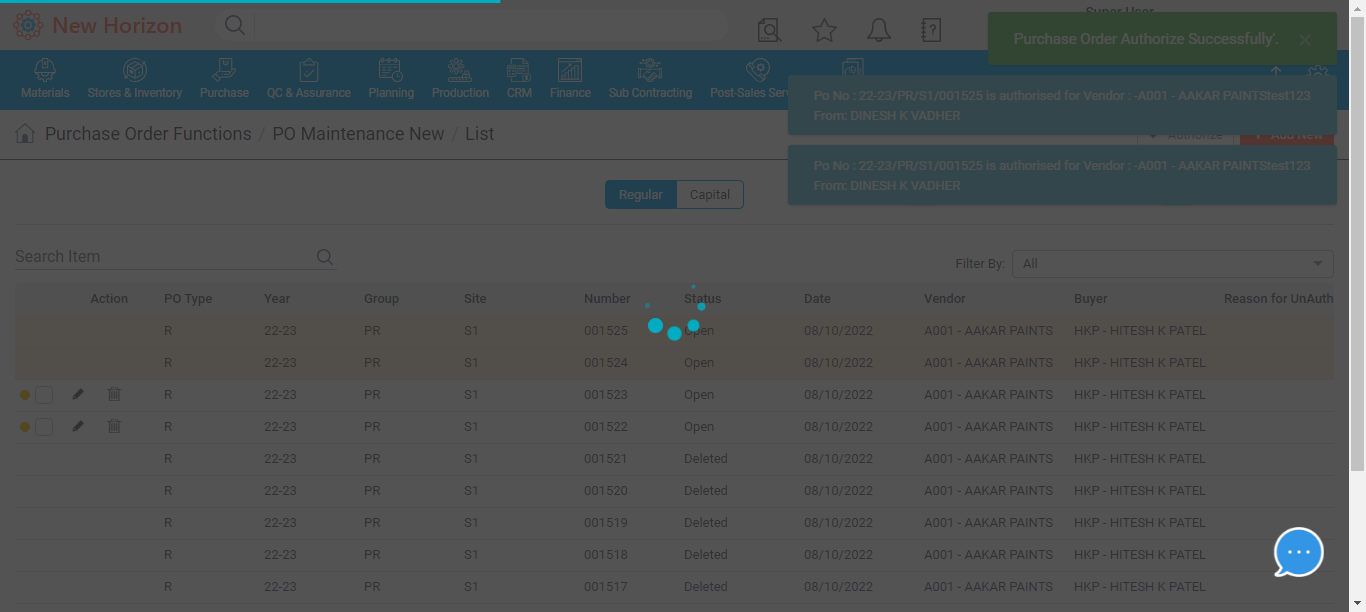 New Horizon
Super User
Purchase Order Authorize Successfully'.
Materials
Stores & Inventory
Purchase
QC & Assurance
Planning
Production
CRM
Finance
Sub Contracting
Post-Sales Serv
Po No : 22-23/PR/S1/001525 is authorised for Vendor : -A001 - AAKAR PAINTStest123
From: DINESH K VADHER
Purchase Order Functions / PO Maintenance New / List
Authorize
+ Add New
Po No : 22-23/PR/S1/001525 is authorised for Vendor : -A001 - AAKAR PAINTStest123
From: DINESH K VADHER
Regular Capital
Search Item
Filter By: All
Action PO Type Year Group Site Number Status Date Vendor Buyer Reason for UnAuth
R 22-23 PR S1 001525 Open 08/10/2022 A001 - AAKAR PAINTS HKP - HITESH K PATEL
R 22-23 PR S1 001524 Open 08/10/2022 A001 - AAKAR PAINTS HKP - HITESH K PATEL
R 22-23 PR S1 001523 Open 08/10/2022 A001 - AAKAR PAINTS HKP - HITESH K PATEL
R 22-23 PR S1 001522 Open 08/10/2022 A001 - AAKAR PAINTS HKP - HITESH K PATEL
R 22-23 PR S1 001521 Deleted 08/10/2022 A001 - AAKAR PAINTS HKP - HITESH K PATEL
R 22-23 PR S1 001520 Deleted 08/10/2022 A001 - AAKAR PAINTS HKP - HITESH K PATEL
R 22-23 PR S1 001519 Deleted 08/10/2022 A001 - AAKAR PAINTS HKP - HITESH K PATEL
R 22-23 PR S1 001518 Deleted 08/10/2022 A001 - AAKAR PAINTS HKP - HITESH K PATEL
R 22-23 PR S1 001517 Deleted 08/10/2022 A001 - AAKAR PAINTS HKP - HITESH K PATEL